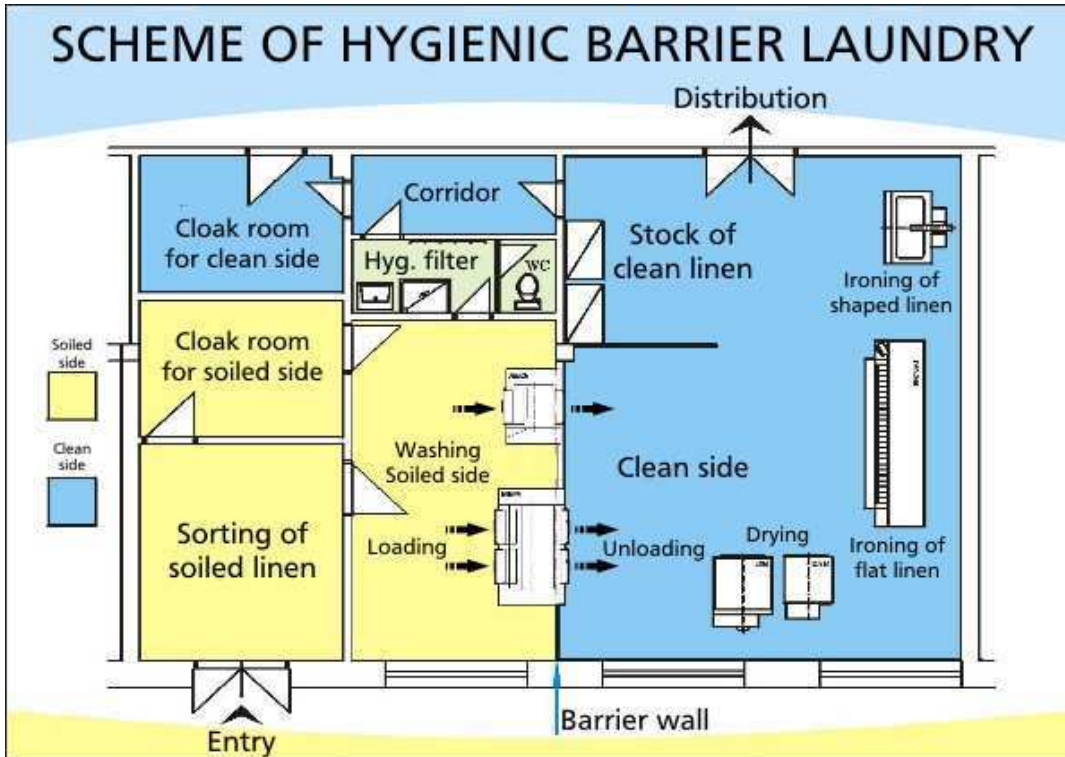 SCHEME OF HYGIENIC BARRIER LAUNDRY
Distribution
Cloak room
for clean side
Corridor
Hyg. filter
WC
Stock of
clean linen
Ironing of
shaped linen
Soiled
side
Cloak room
for soiled side
Clean
side
Washing
Soiled side
Clean side
Sorting of
soiled linen
Loading
Unloading
Drying
Ironing of
flat linen
Entry
Barrier wall